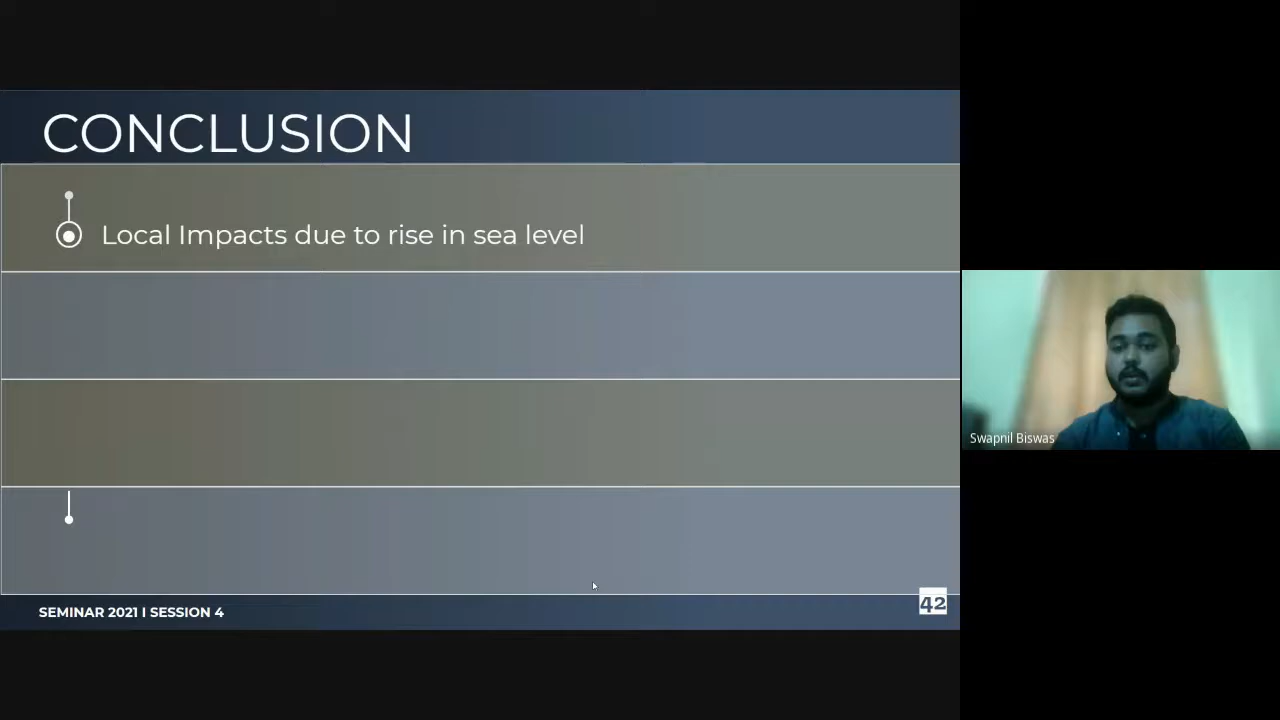 CONCLUSION
Local Impacts due to rise in sea level
Swapnil Biswas
SEMINAR 2021 I SESSION 4
42